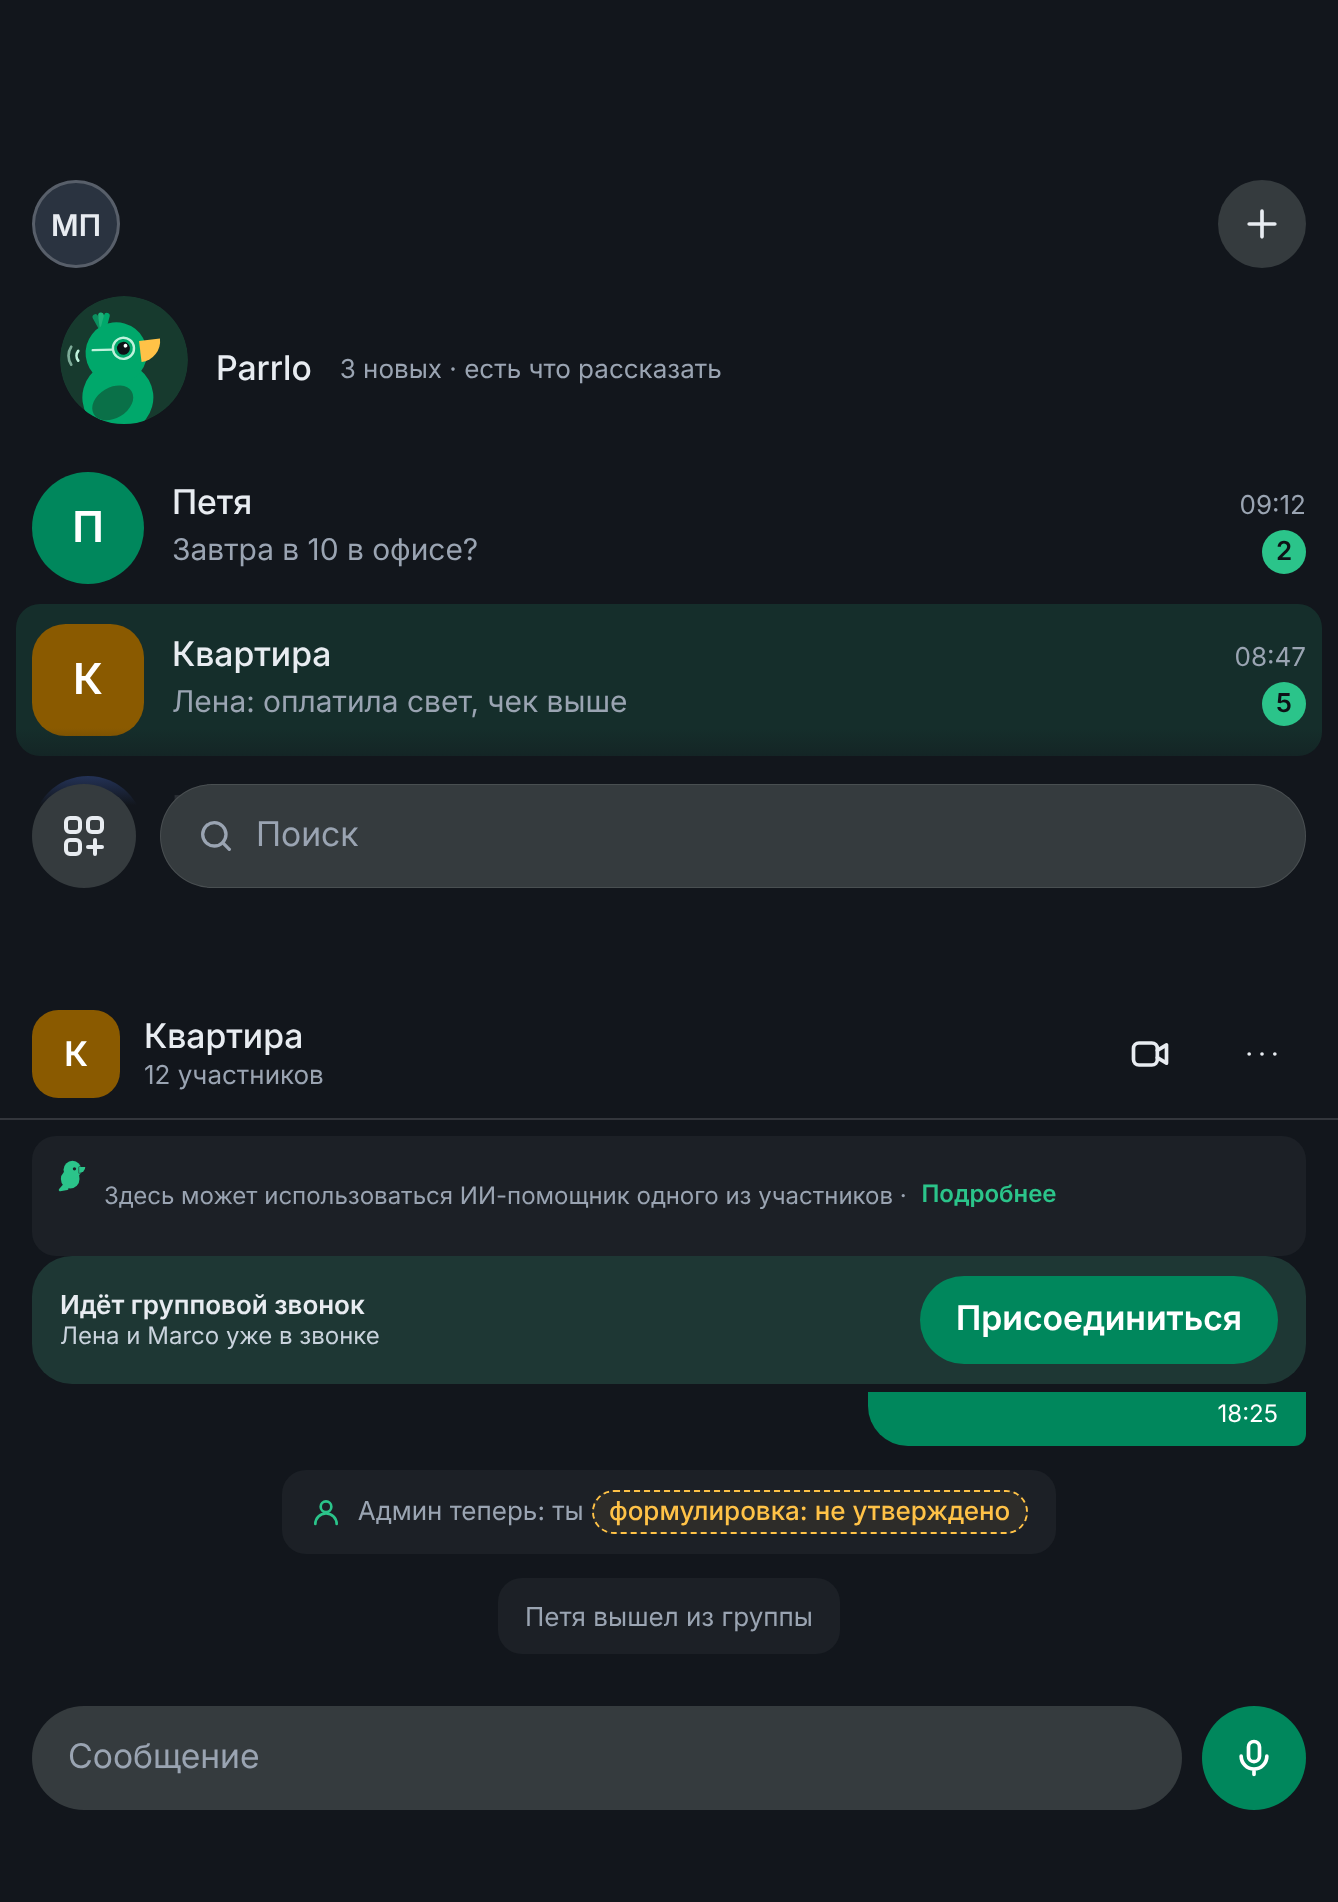 МП
Parrlo 3 новых · есть что рассказать
П
Петя
09:12
Завтра в 10 в офисе?
2
К
Квартира
08:47
Лена: оплатила свет, чек выше
5
Поиск
К
Квартира
12 участников
Здесь может использоваться ИИ-помощник одного из участников · Подробнее
Идёт групповой звонок
Лена и Marco уже в звонке
Присоединиться
18:25
Админ теперь: ты формулировка: не утверждено
Петя вышел из группы
Сообщение